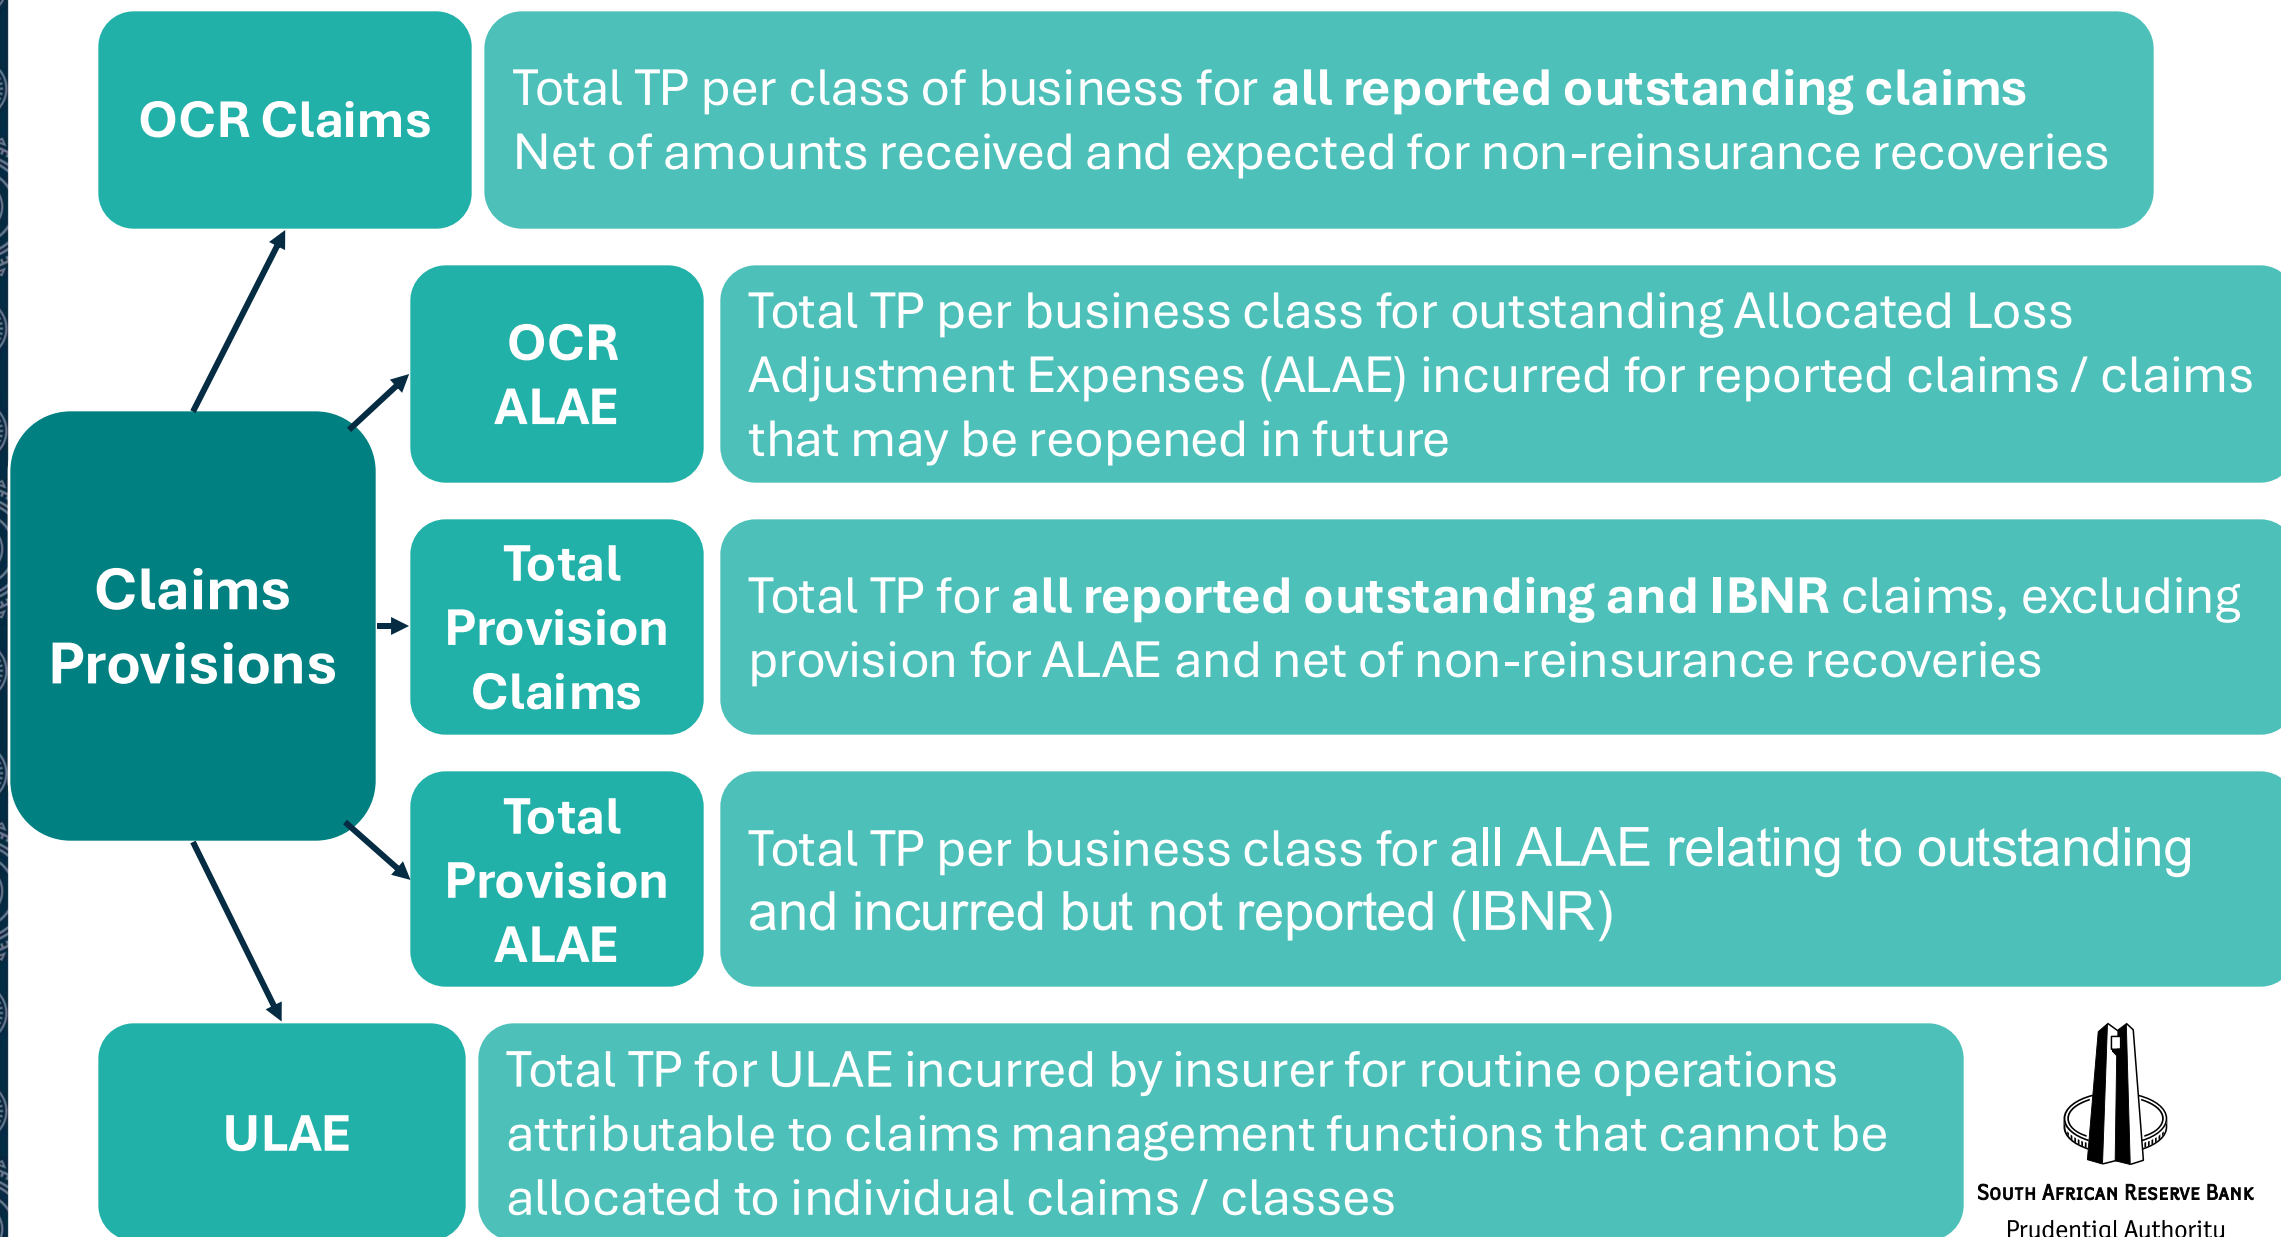 OCR Claims
Total TP per class of business for all reported outstanding claims
Net of amounts received and expected for non-reinsurance recoveries
OCR
ALAE
Total TP per business class for outstanding Allocated Loss
Adjustment Expenses (ALAE) incurred for reported claims / claims
that may be reopened in future
Claims
Provisions
Total
Provision
Claims
Total TP for all reported outstanding and IBNR claims, excluding
provision for ALAE and net of non-reinsurance recoveries
Total
Provision
ALAE
Total TP per business class for all ALAE relating to outstanding
and incurred but not reported (IBNR)
ULAE
Total TP for ULAE incurred by insurer for routine operations
attributable to claims management functions that cannot be
allocated to individual claims / classes
SOUTH AFRICAN RESERVE BANK
Prudential Authority